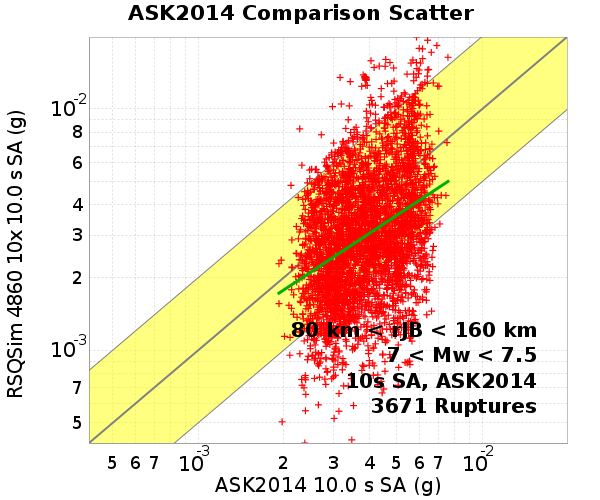 ASK2014 Comparison Scatter
RSQSim 4860 10x 10.0 s SA (g)
10-2
8
6
4
3
2
10-3
7
5
80 km < rJB < 160 km
7 < Mw < 7.5
10s SA, ASK2014
3671 Ruptures
5 6 7 10-3 2 3 4 5 6 7 10-2
ASK2014 10.0 s SA (g)